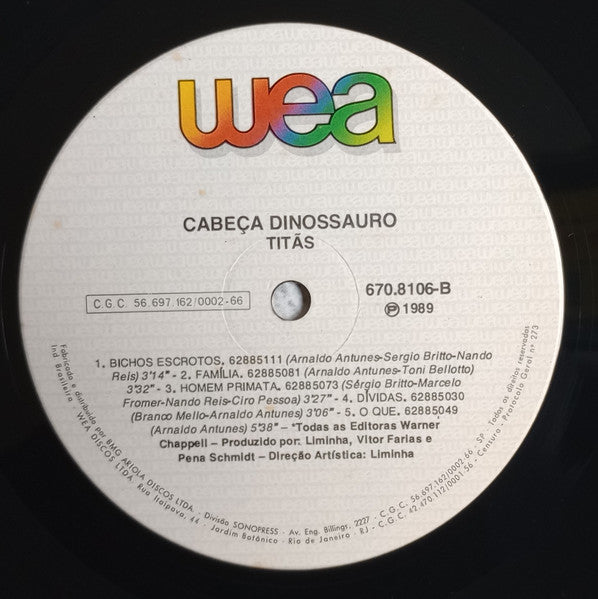 wea
CABEÇA DINOSSAURO
TITÃS
C.G.C. 56.697.162/0002-66
670.8106-B
℗ 1989
1. BICHOS ESCROTOS. 62885111 (Arnaldo Antunes-Sergio Britto-Nando
Reis) 3'14" - 2. FAMÍLIA. 62885081 (Arnaldo Antunes-Toni Bellotto)
3'32" - 3. HOMEM PRIMATA. 62885073 (Sérgio Britto-Marcelo
Fromer-Nando Reis-Ciro Pessoa) 3'27" - 4. DÍVIDAS. 62885030
(Branco Mello-Arnaldo Antunes) 3'06" - 5. O QUE. 62885049
(Arnaldo Antunes) 5'38" – *Todas as Editoras Warner
Chappell – Produzido por: Liminha, Vitor Farias e
Pena Schmidt – Direção Artística: Liminha
Fabricado e distribuído por BMG ARIOLA DISCOS LTDA. - Divisão SONOPRESS - Av. Eng. Billings, 2227 - C.G.C. 56.697.162/0002-66 - SP - Todos os direitos reservados
Ind. Brasileira WEA DISCOS LTDA. Rua Itaipava, 44 - Jardim Botânico - Rio de Janeiro - RJ - C.G.C. 42.470.112/0001-56 - Censura - Protocolo Geral nº 273